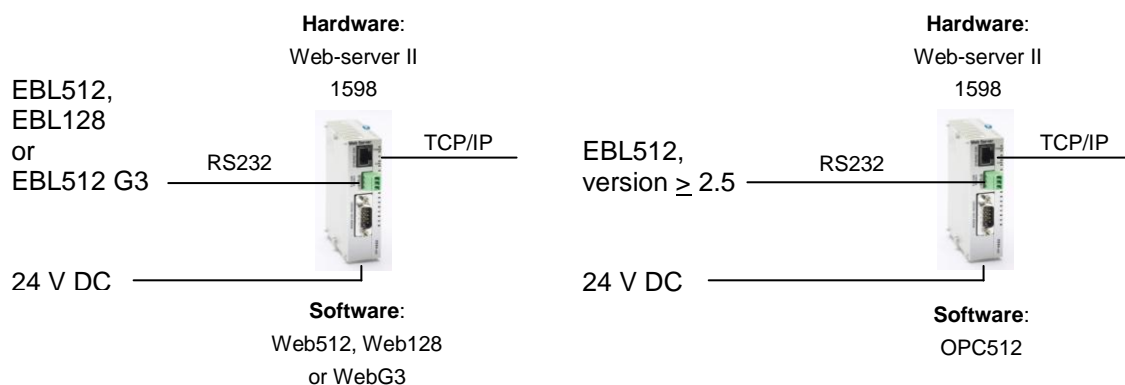 Hardware:
Web-server II
1598
EBL512,
EBL128
or
EBL512 G3
RS232
TCP/IP
24 V DC
Software:
Web512, Web128
or WebG3
Hardware:
Web-server II
1598
EBL512,
version ≥ 2.5
RS232
TCP/IP
24 V DC
Software:
OPC512